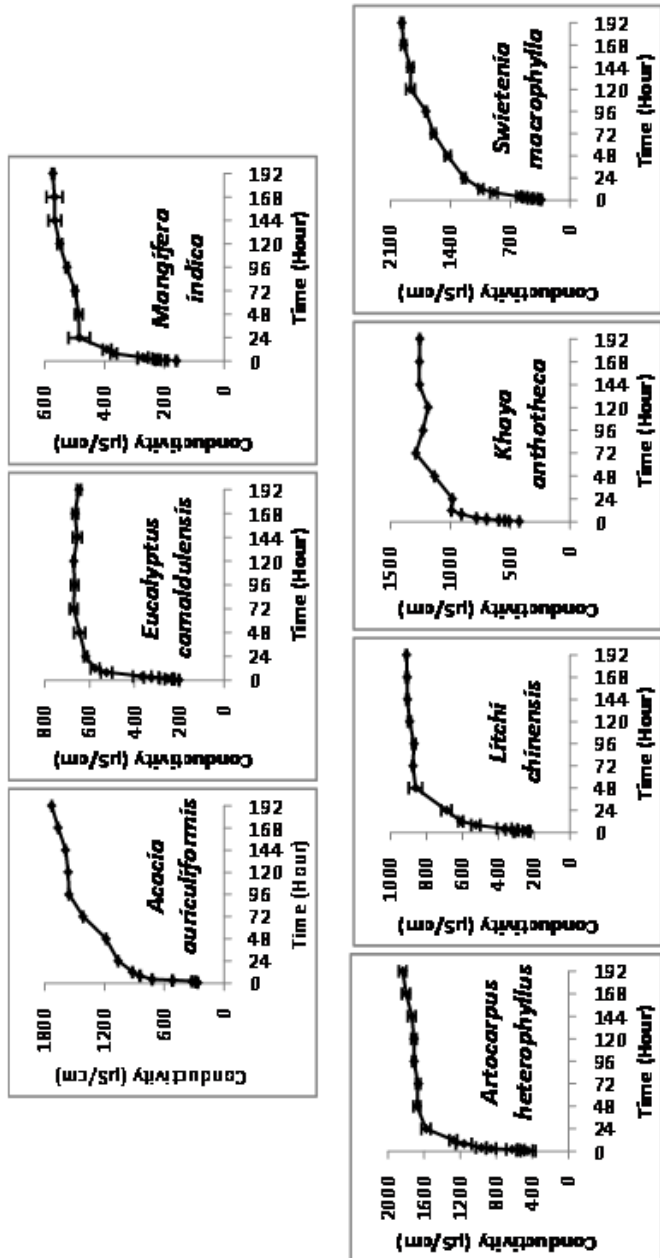 Conductivity (µS/cm)
1800
1200
600
0
Acacia
auriculiformis
0 24 48 72 96 120 144 168 192
Time (Hour)
Conductivity (µS/cm)
800
600
400
200
0
Eucalyptus
camaldulensis
0 24 48 72 96 120 144 168 192
Time (Hour)
Conductivity (µS/cm)
600
400
200
0
Mangifera
indica
0 24 48 72 96 120 144 168 192
Time (Hour)
Conductivity (µS/cm)
2000
1600
1200
800
400
0
Artocarpus
heterophyllus
0 24 48 72 96 120 144 168 192
Time (Hour)
Conductivity (µS/cm)
1000
800
600
400
200
0
Litchi
chinensis
0 24 48 72 96 120 144 168 192
Time (Hour)
Conductivity (µS/cm)
1500
1000
500
0
Khaya
anthotheca
0 24 48 72 96 120 144 168 192
Time (Hour)
Conductivity (µS/cm)
2100
1400
700
0
Swietenia
macrophylla
0 24 48 72 96 120 144 168 192
Time (Hour)